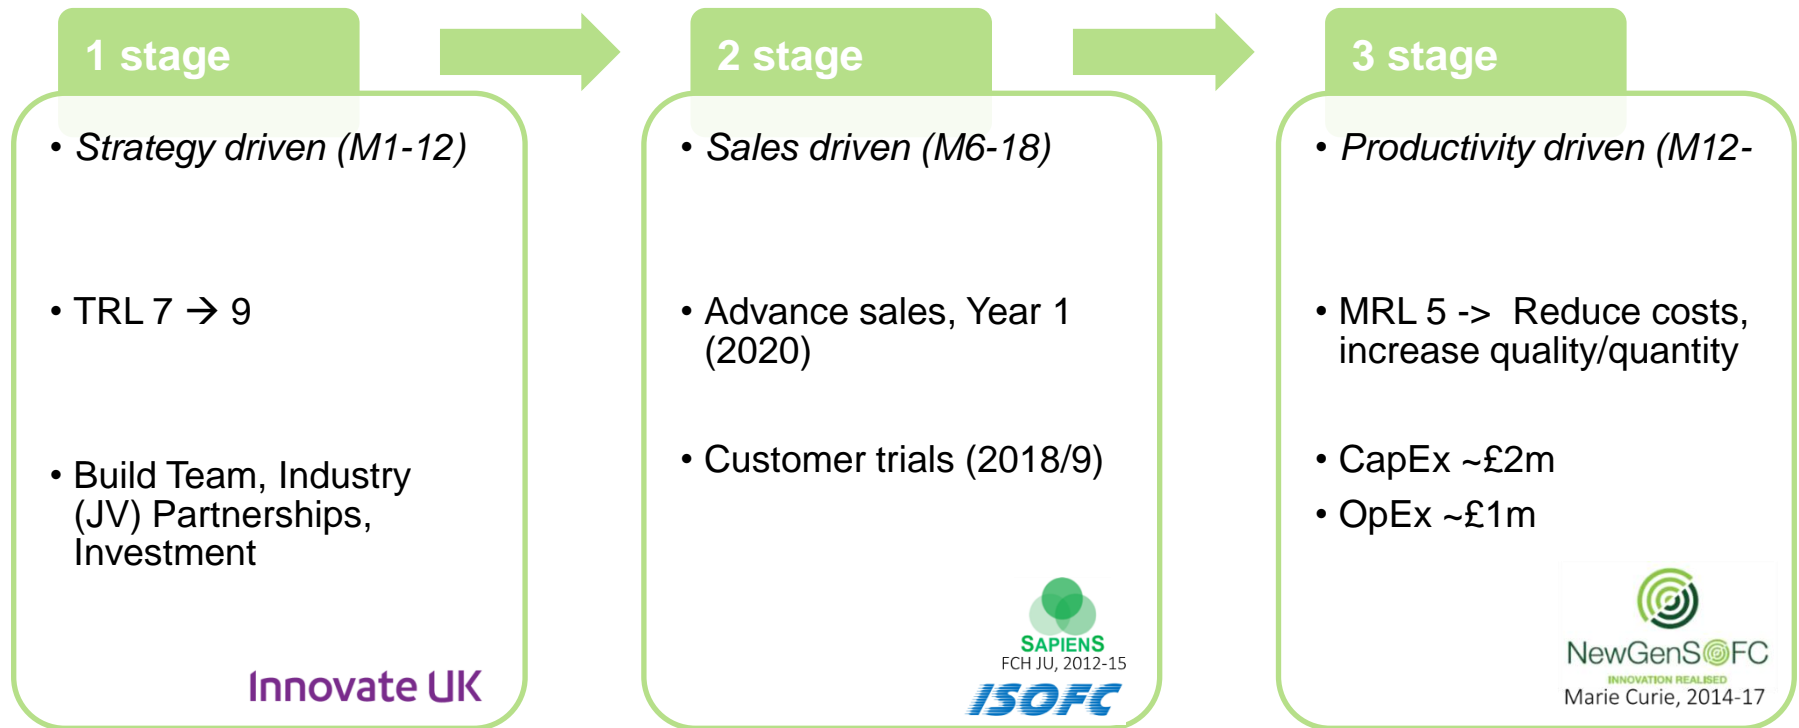 1 stage
• Strategy driven (M1-12)
• TRL 7 → 9
• Build Team, Industry
(JV) Partnerships,
Investment
Innovate UK
2 stage
• Sales driven (M6-18)
• Advance sales, Year 1
(2020)
• Customer trials (2018/9)
SAPIENS
FCH JU, 2012-15
ISOFC
3 stage
• Productivity driven (M12-
• MRL 5 -> Reduce costs,
increase quality/quantity
• CapEx ~£2m
• OpEx ~£1m
NewGenSOFC
INNOVATION REALISED
Marie Curie, 2014-17